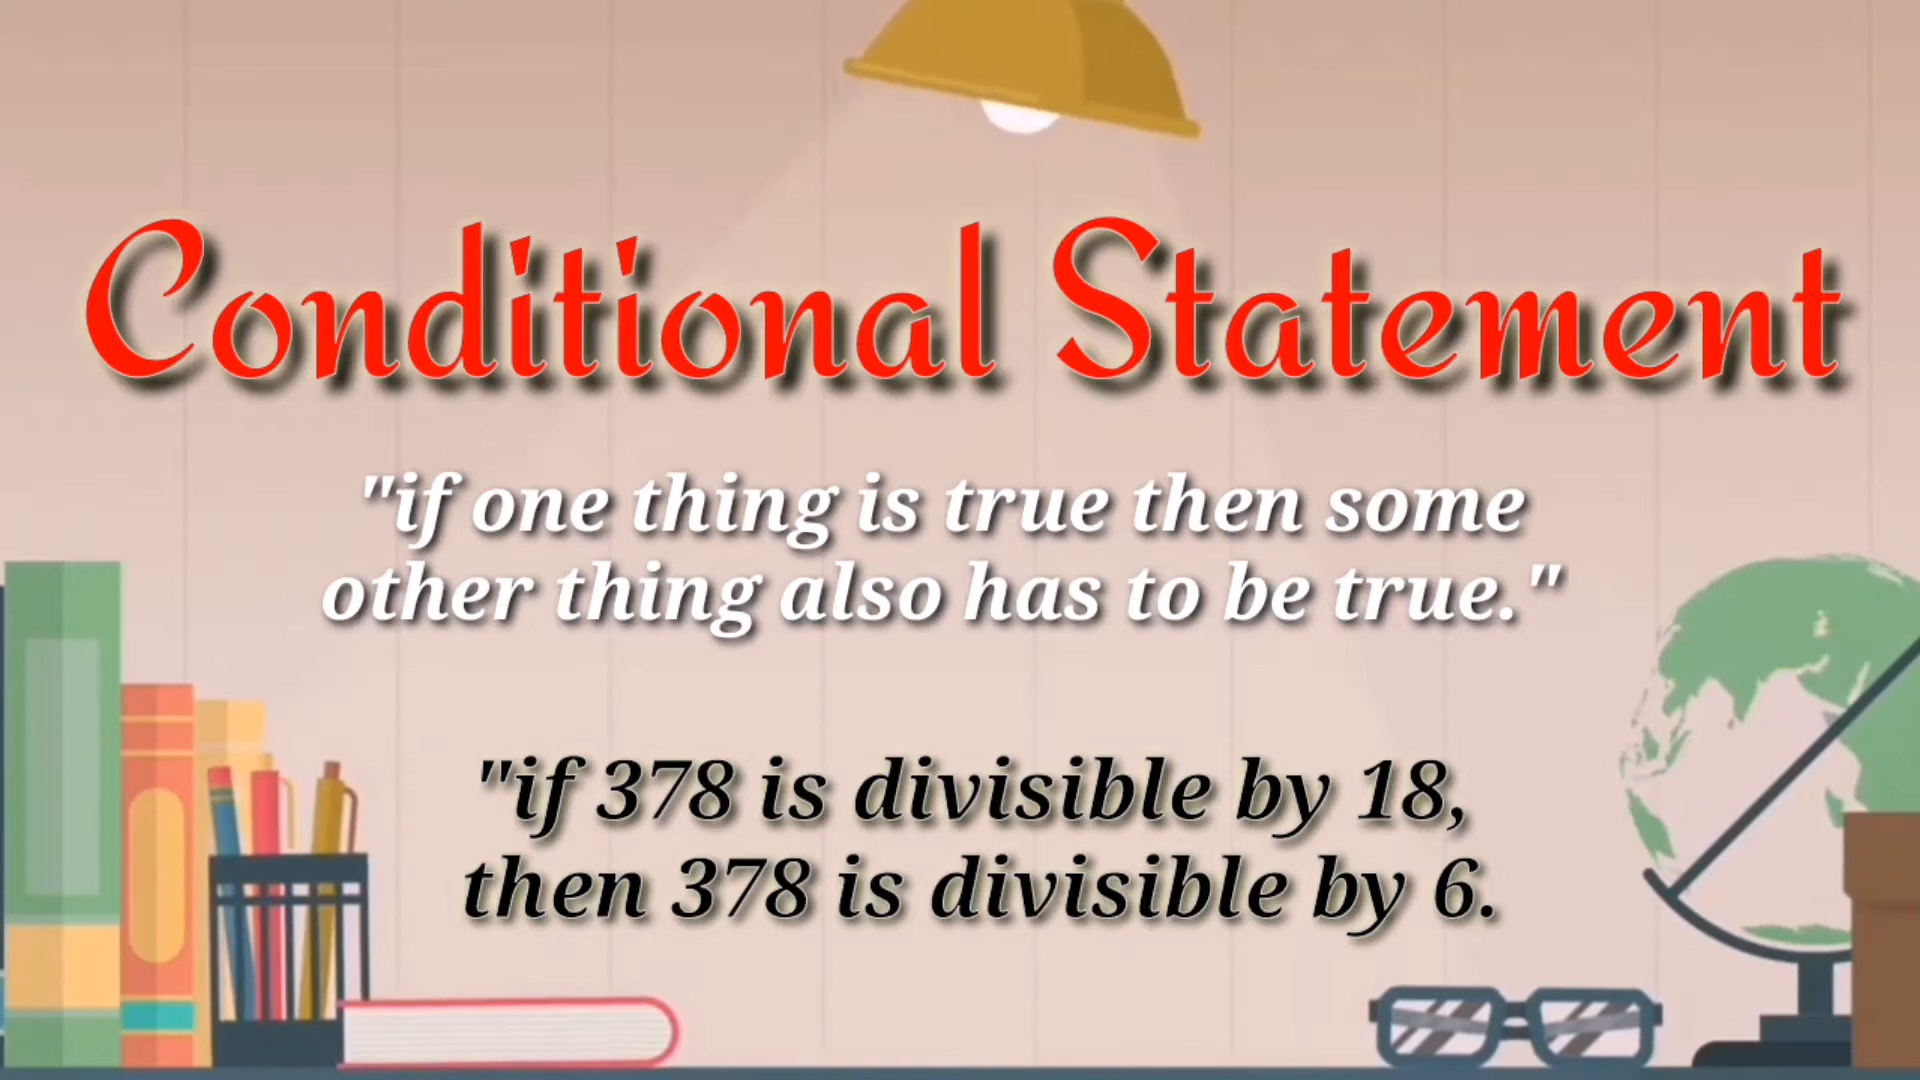 Conditional Statement
"if one thing is true then some
other thing also has to be true."
"if 378 is divisible by 18,
then 378 is divisible by 6.